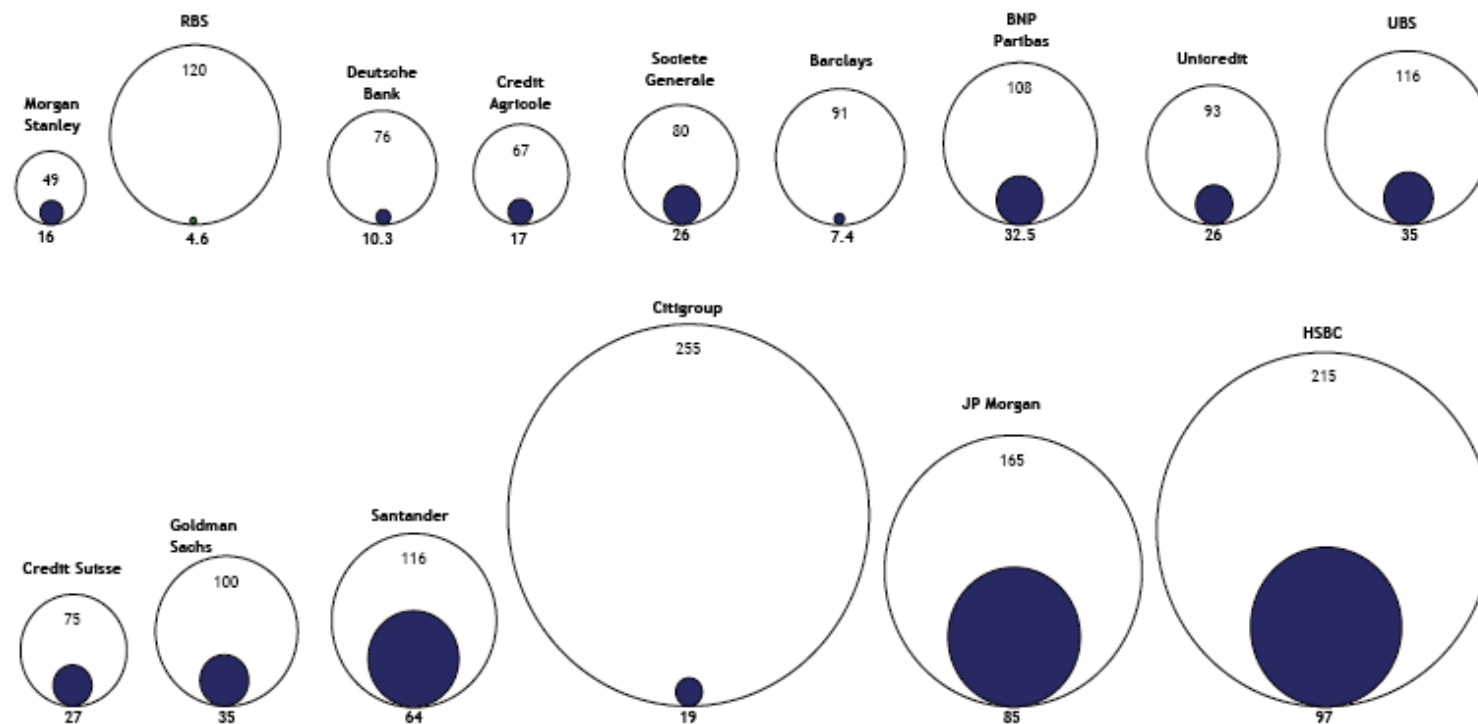 RBS
120
4.6
Morgan
Stanley
49
16
Deutsche
Bank
76
10.3
Credit
Agricole
67
17
Societe
Generale
80
26
Barclays
91
7.4
BNP
Paribas
108
32.5
Unicredit
93
26
UBS
116
35
Credit Suisse
75
27
Goldman
Sachs
100
35
Santander
116
64
Citigroup
255
19
JP Morgan
165
85
HSBC
215
97